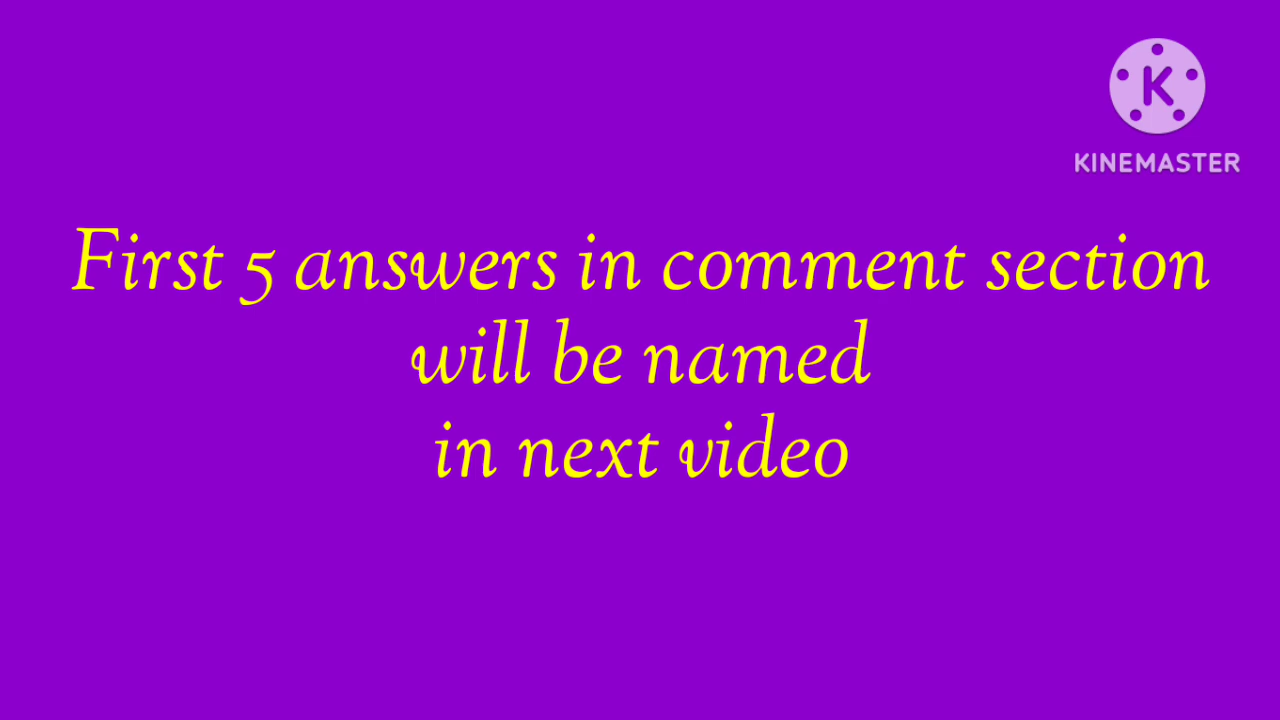 K
KINEMASTER
First 5 answers in comment section
will be named
in next video